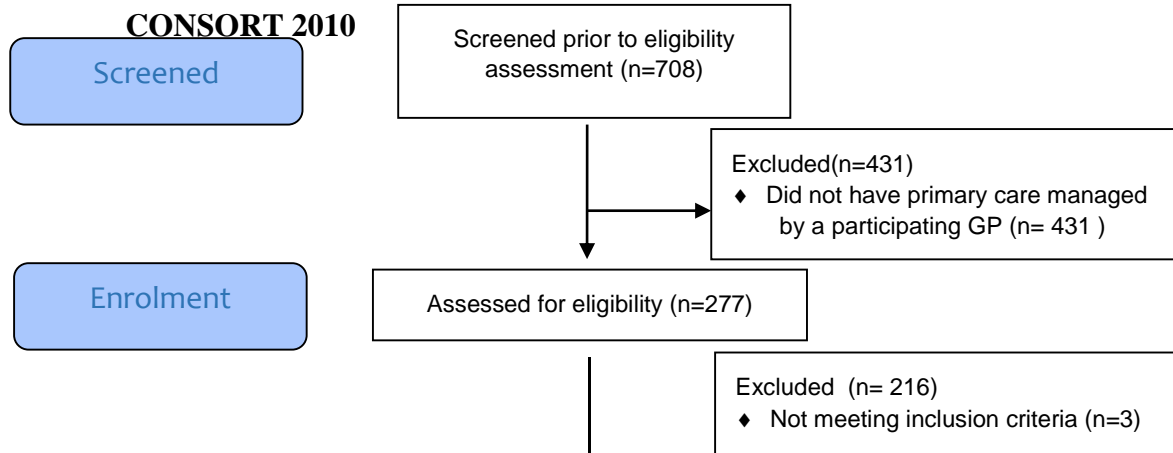 CONSORT 2010
Screened
Screened prior to eligibility
assessment (n=708)
Excluded(n=431)
♦ Did not have primary care managed
by a participating GP (n= 431 )
Enrolment
Assessed for eligibility (n=277)
Excluded (n= 216)
♦ Not meeting inclusion criteria (n=3)